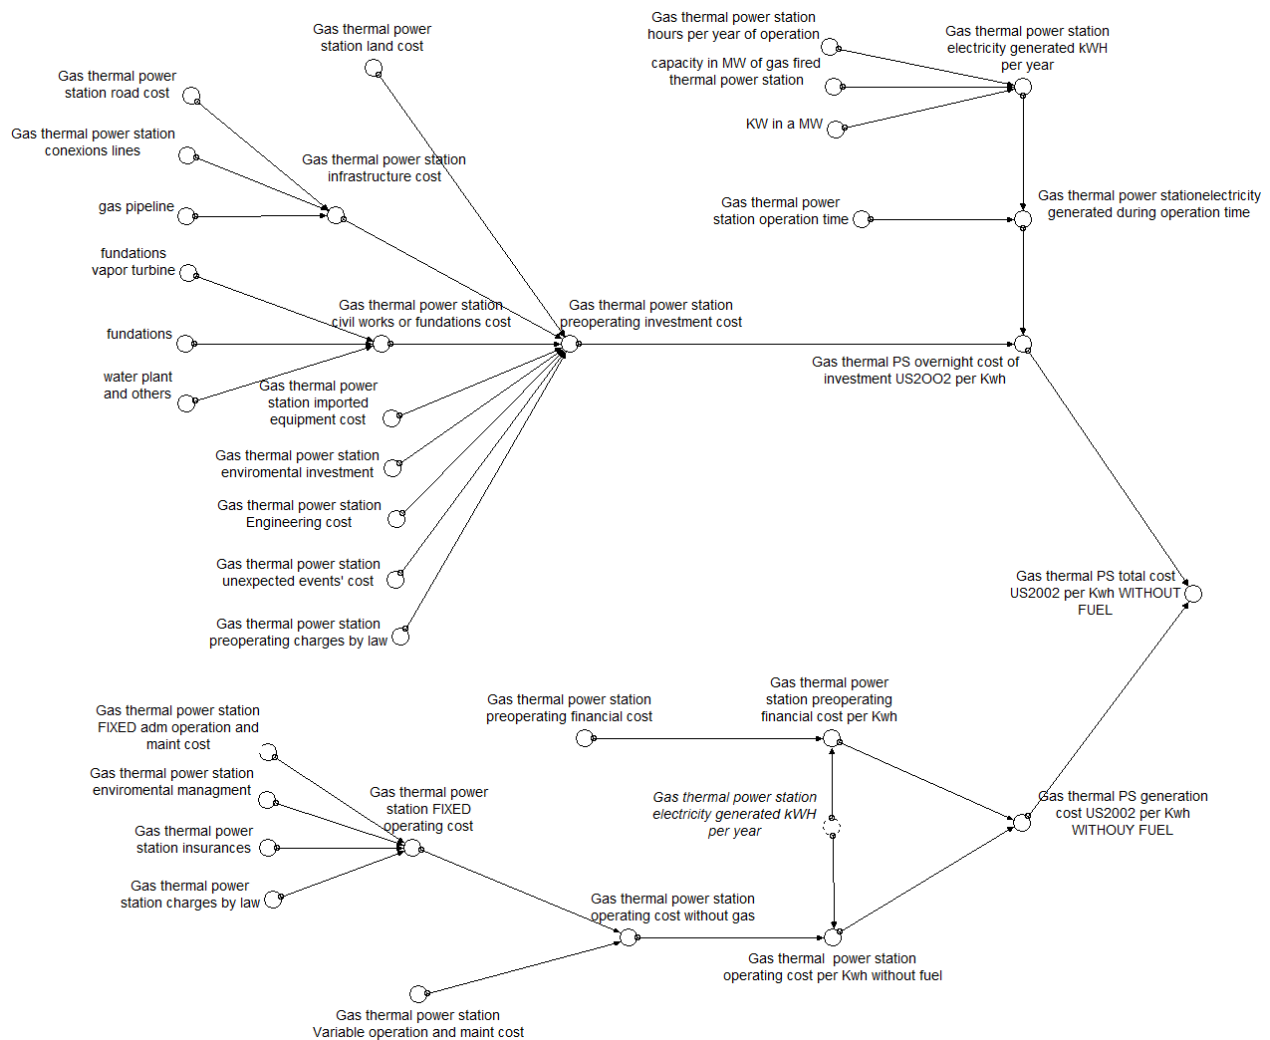 Gas thermal power
station land cost
Gas thermal power station
hours per year of operation
Gas thermal power station
electricity generated kWH
per year
capacity in MW of gas fired
thermal power station
KW in a MW
Gas thermal power
station road cost
Gas thermal power station
conexions lines
Gas thermal power station
infrastructure cost
gas pipeline
Gas thermal power
station operation time
Gas thermal power stationelectricity
generated during operation time
fundations
vapor turbine
Gas thermal power station
civil works or fundations cost
Gas thermal power station
preoperating investment cost
fundations
water plant
and others
Gas thermal PS overnight cost of
investment US2OO2 per Kwh
Gas thermal power
station imported
equipment cost
Gas thermal power station
enviromental investment
Gas thermal power station
Engineering cost
Gas thermal power station
unexpected events' cost
Gas thermal power station
preoperating charges by law
Gas thermal PS total cost
US2002 per Kwh WITHOUT
FUEL
Gas thermal power station
preoperating financial cost
Gas thermal power
station preoperating
financial cost per Kwh
Gas thermal power station
FIXED adm operation and
maint cost
Gas thermal power station
enviromental managment
Gas thermal power
station FIXED
operating cost
Gas thermal power station
electricity generated kWH
per year
Gas thermal PS generation
cost US2002 per Kwh
WITHOUY FUEL
Gas thermal power
station insurances
Gas thermal power
station charges by law
Gas thermal power station
operating cost without gas
Gas thermal  power station
operating cost per Kwh without fuel
Gas thermal power station
Variable operation and maint cost